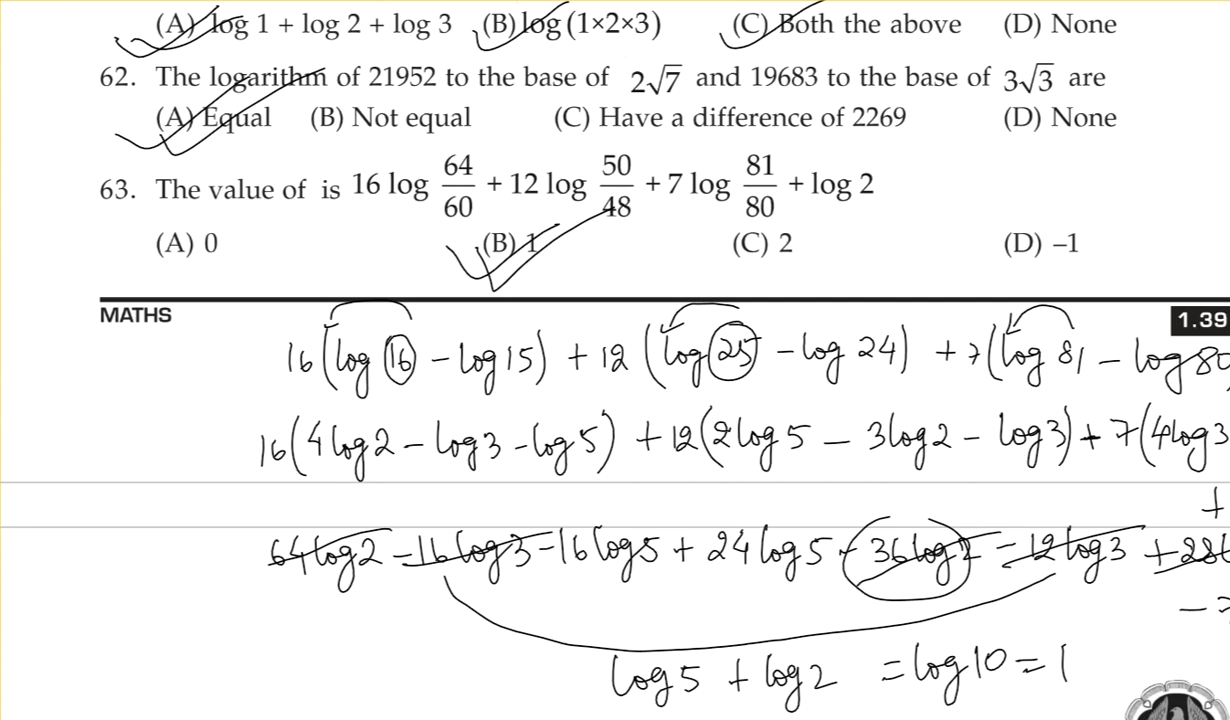 (A) log 1 + log 2 + log 3 (B) log (1×2×3) (C) Both the above (D) None
62. The logarithm of 21952 to the base of 2√7 and 19683 to the base of 3√3 are
(A) Equal (B) Not equal (C) Have a difference of 2269 (D) None
63. The value of is 16 log 64/60 + 12 log 50/48 + 7 log 81/80 + log 2
(A) 0 (B) 1 (C) 2 (D) –1
MATHS 1.39
16(log 16 - log 15) + 12 (log 25 - log 24) + 7(log 81 - log 80
16(4log2 - log3 - log5) + 12(2log5 - 3log2 - log3) + 7(4log3
+
64log2 - 16log3 - 16log5 + 24log5 - 36log2 - 12log3 + 28
-
log5 + log2 = log10 = 1